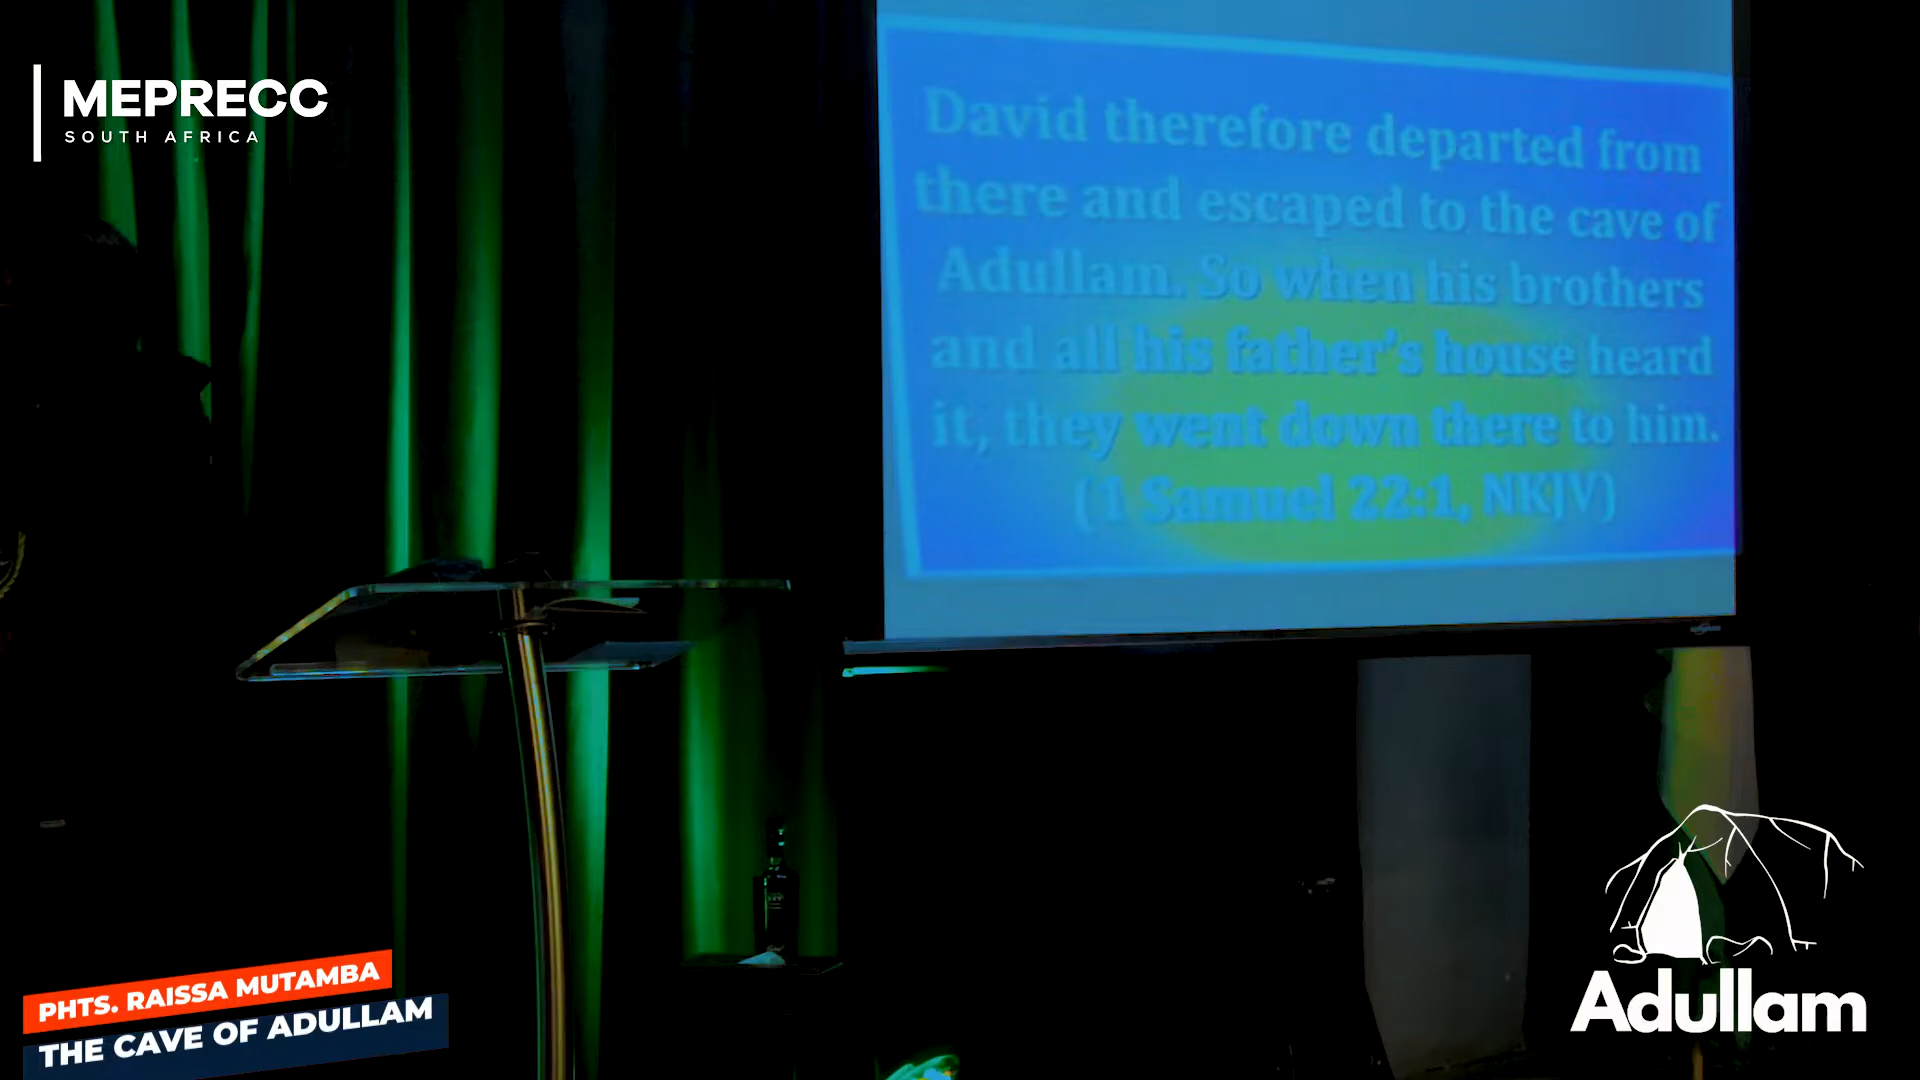 MEPRECC
SOUTH AFRICA
David therefore departed from
there and escaped to the cave of
Adullam. So when his brothers
and all his father's house heard
it, they went down there to him.
(1 Samuel 22:1, NKJV)
PHTS. RAISSA MUTAMBA
THE CAVE OF ADULLAM
Adullam